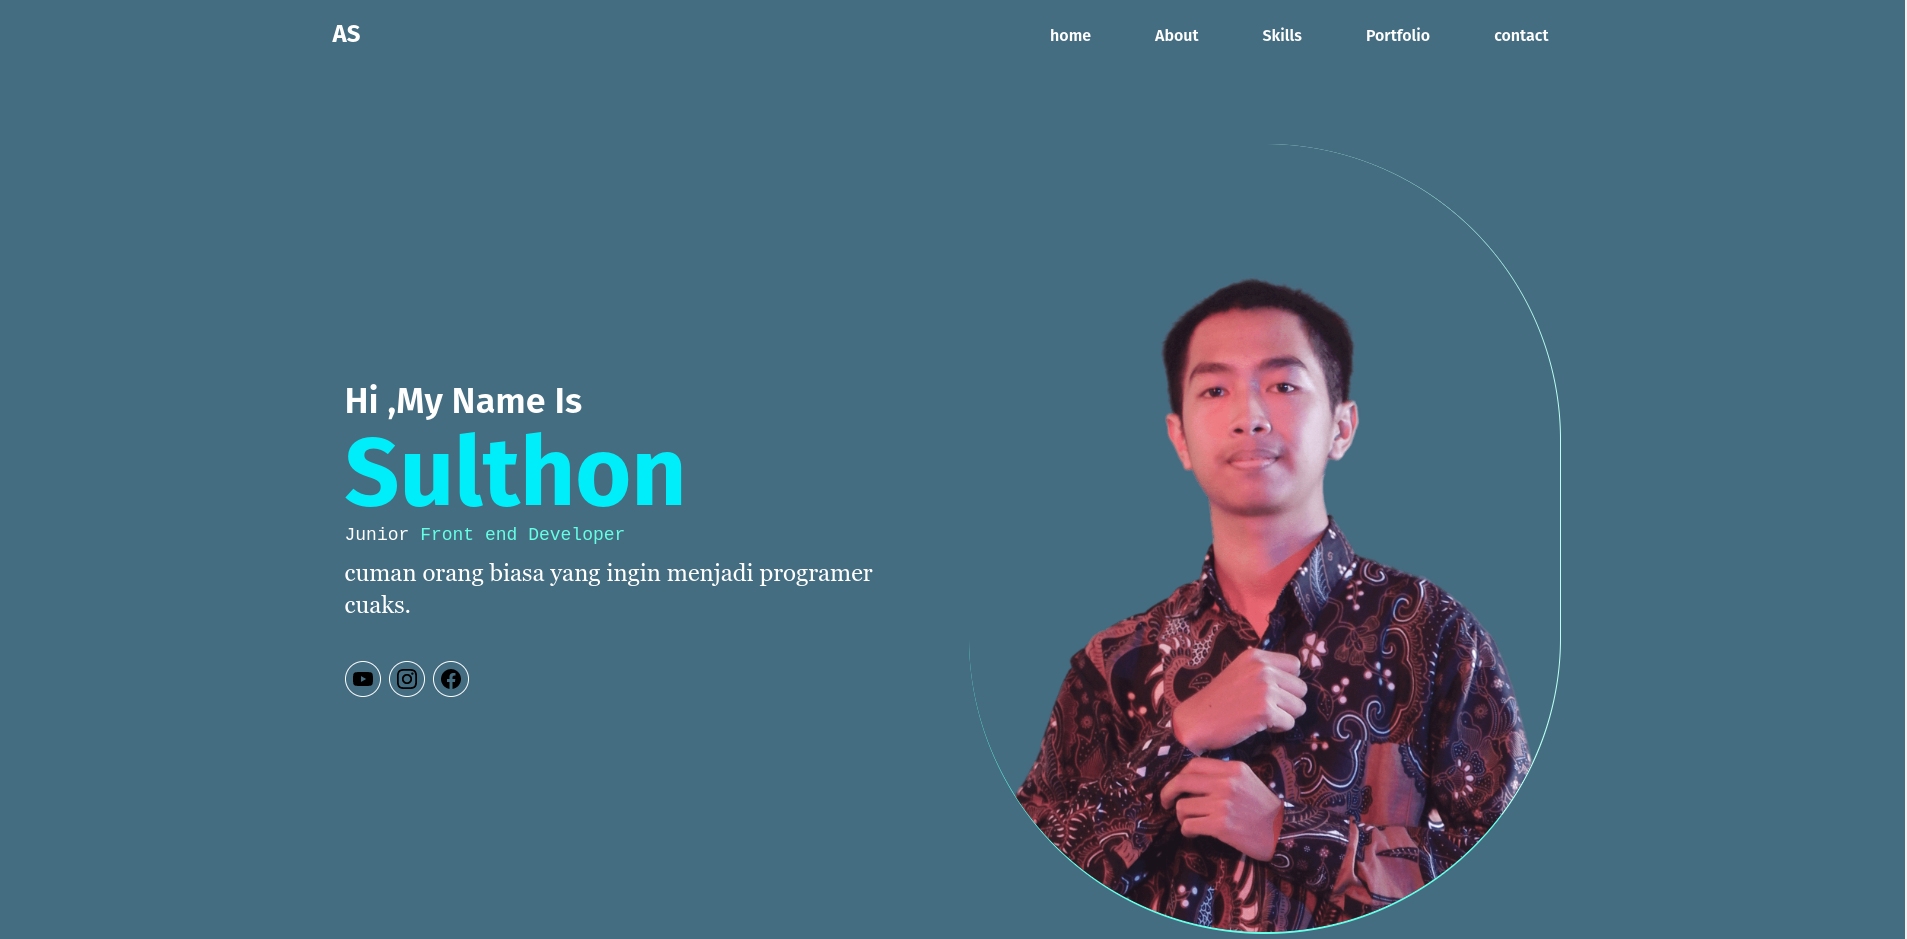 AS
home About Skills Portfolio contact
Hi ,My Name Is
Sulthon
Junior Front end Developer
cuman orang biasa yang ingin menjadi programer
cuaks.